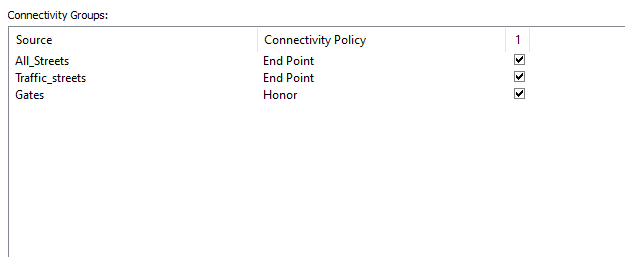 Connectivity Groups:
Source Connectivity Policy 1
All_Streets End Point
Traffic_streets End Point
Gates Honor